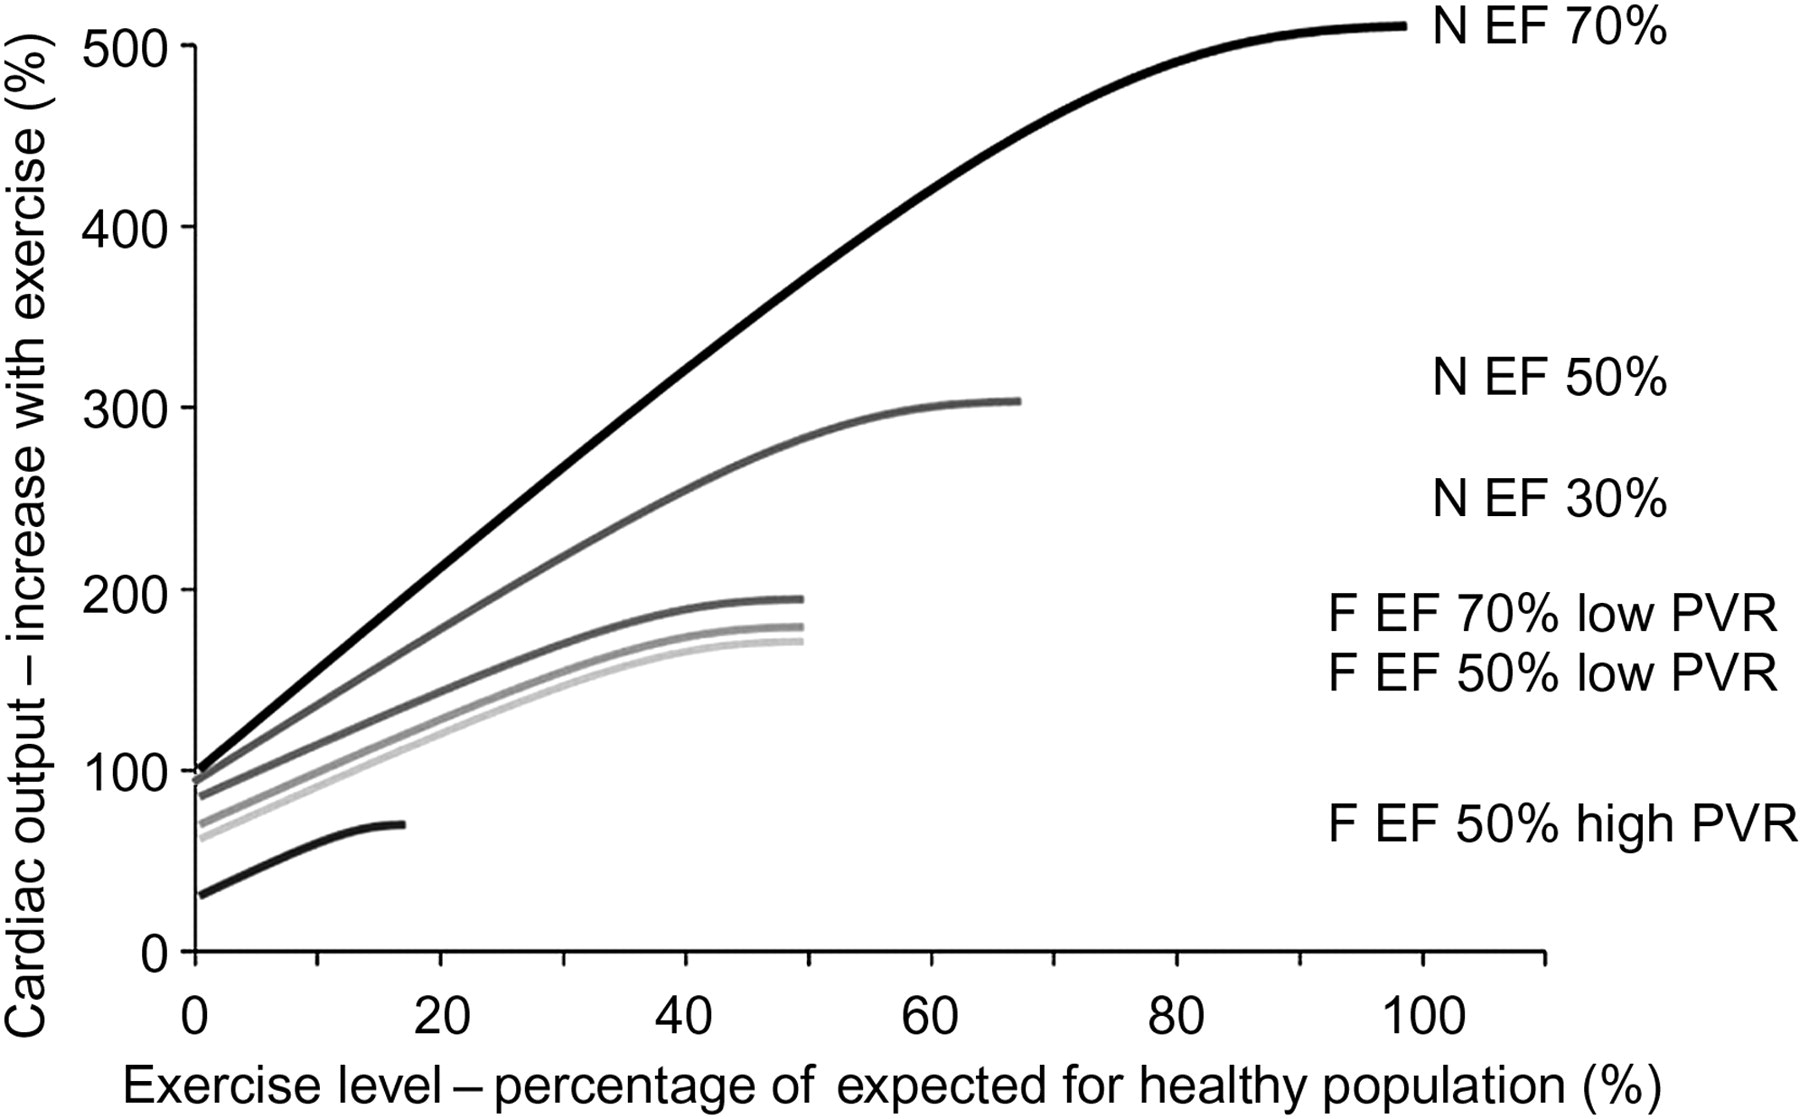 Cardiac output – increase with exercise (%)
500
400
300
200
100
0
N EF 70%
N EF 50%
N EF 30%
F EF 70% low PVR
F EF 50% low PVR
F EF 50% high PVR
0 20 40 60 80 100
Exercise level – percentage of expected for healthy population (%)